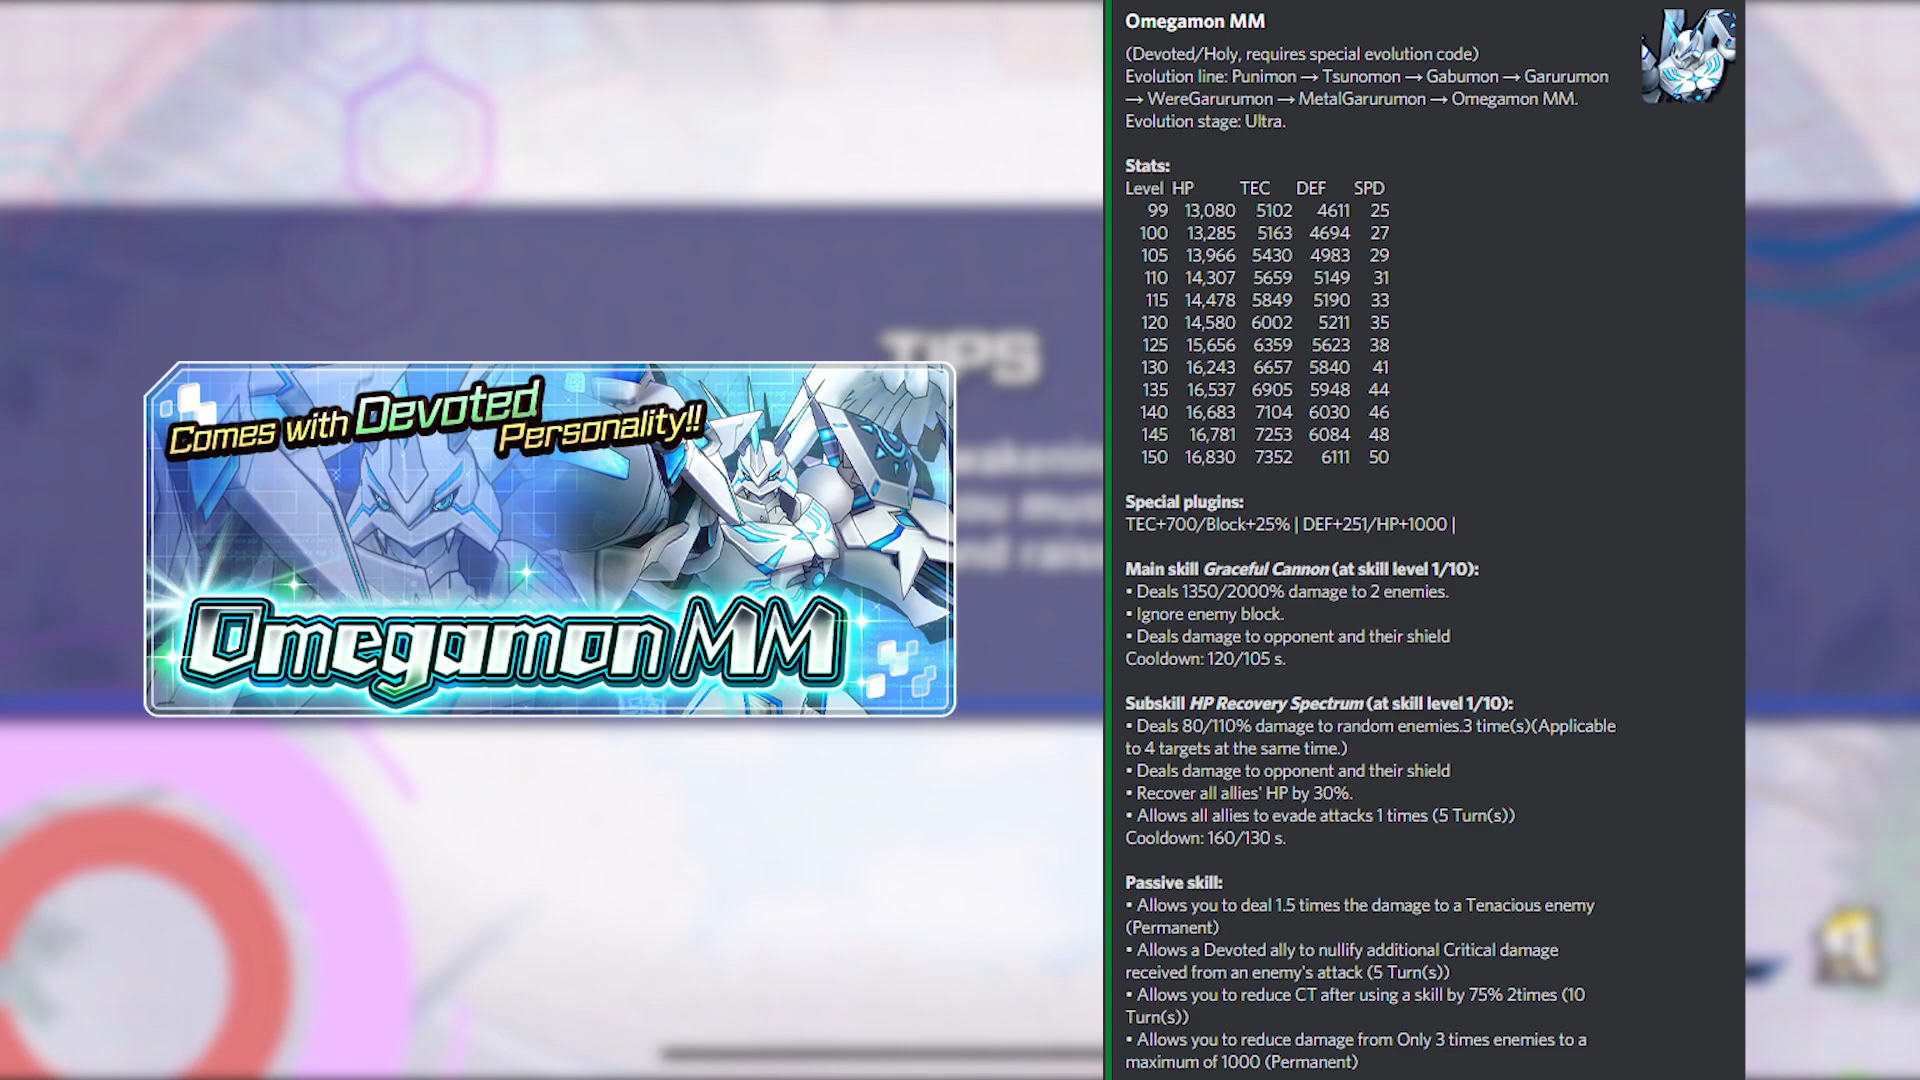 Omegamon MM
(Devoted/Holy, requires special evolution code)
Evolution line: Punimon → Tsunomon → Gabumon → Garurumon
→ WereGarurumon → MetalGarurumon → Omegamon MM.
Evolution stage: Ultra.
Stats:
Level HP TEC DEF SPD
99 13,080 5102 4611 25
100 13,285 5163 4694 27
105 13,966 5430 4983 29
110 14,307 5659 5149 31
115 14,478 5849 5190 33
120 14,580 6002 5211 35
125 15,656 6359 5623 38
130 16,243 6657 5840 41
135 16,537 6905 5948 44
140 16,683 7104 6030 46
145 16,781 7253 6084 48
150 16,830 7352 6111 50
Special plugins:
TEC+700/Block+25% | DEF+251/HP+1000 |
Main skill Graceful Cannon (at skill level 1/10):
• Deals 1350/2000% damage to 2 enemies.
• Ignore enemy block.
• Deals damage to opponent and their shield
Cooldown: 120/105 s.
Subskill HP Recovery Spectrum (at skill level 1/10):
• Deals 80/110% damage to random enemies.3 time(s)(Applicable
to 4 targets at the same time.)
• Deals damage to opponent and their shield
• Recover all allies' HP by 30%.
• Allows all allies to evade attacks 1 times (5 Turn(s))
Cooldown: 160/130 s.
Passive skill:
• Allows you to deal 1.5 times the damage to a Tenacious enemy
(Permanent)
• Allows a Devoted ally to nullify additional Critical damage
received from an enemy's attack (5 Turn(s))
• Allows you to reduce CT after using a skill by 75% 2times (10
Turn(s))
• Allows you to reduce damage from Only 3 times enemies to a
maximum of 1000 (Permanent)
TIPS
Comes with Devoted
Personality!!
Omegamon MM